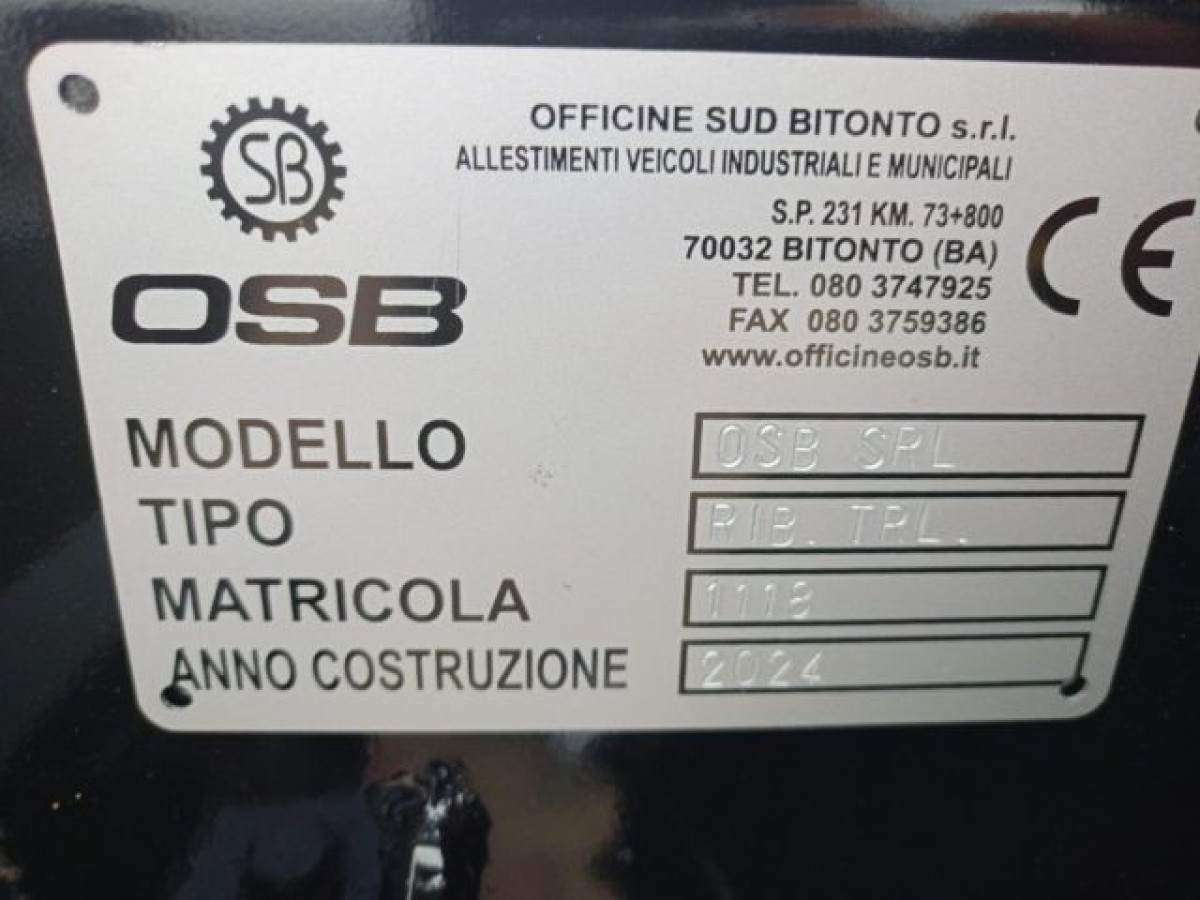 SB
OSB
OFFICINE SUD BITONTO s.r.l.
ALLESTIMENTI VEICOLI INDUSTRIALI E MUNICIPALI
S.P. 231 KM. 73+800
70032 BITONTO (BA)
TEL. 080 3747925
FAX 080 3759386
www.officineosb.it
CE
MODELLO OSB SRL
TIPO RIB. TRL.
MATRICOLA 1118
ANNO COSTRUZIONE 2024